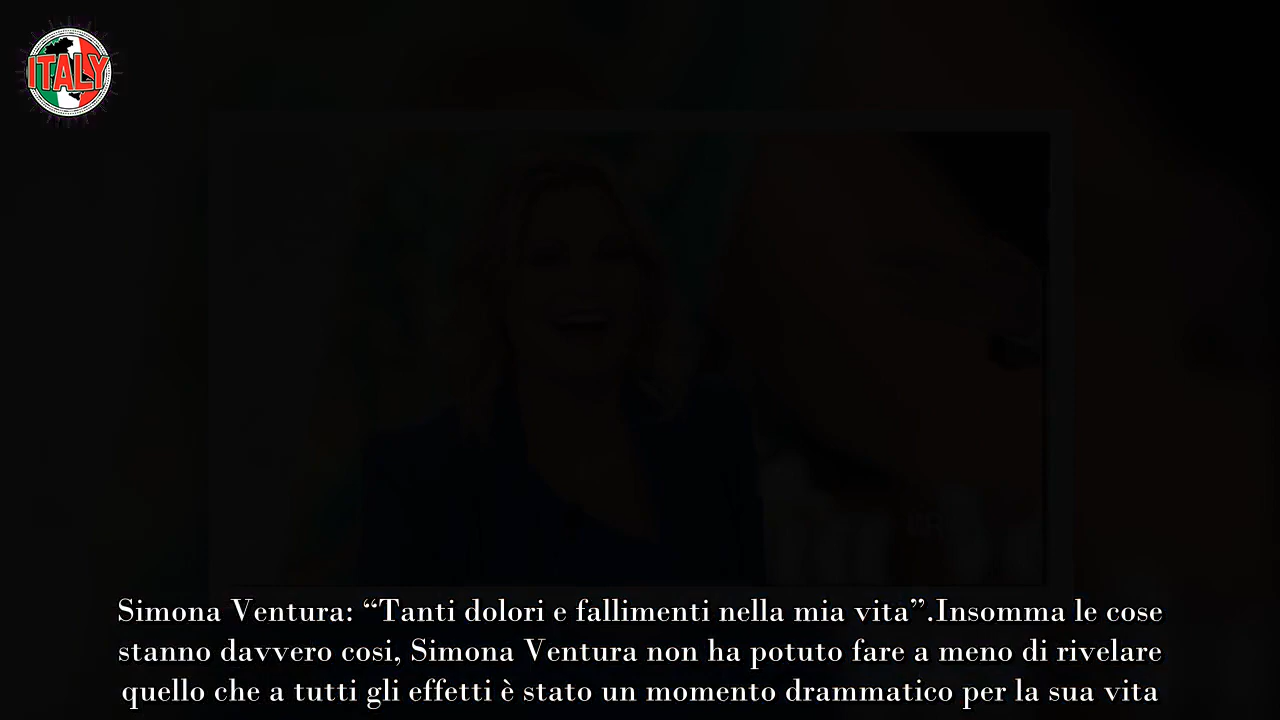 ITALY
Simona Ventura: “Tanti dolori e fallimenti nella mia vita”.Insomma le cose
stanno davvero cosi, Simona Ventura non ha potuto fare a meno di rivelare
quello che a tutti gli effetti è stato un momento drammatico per la sua vita